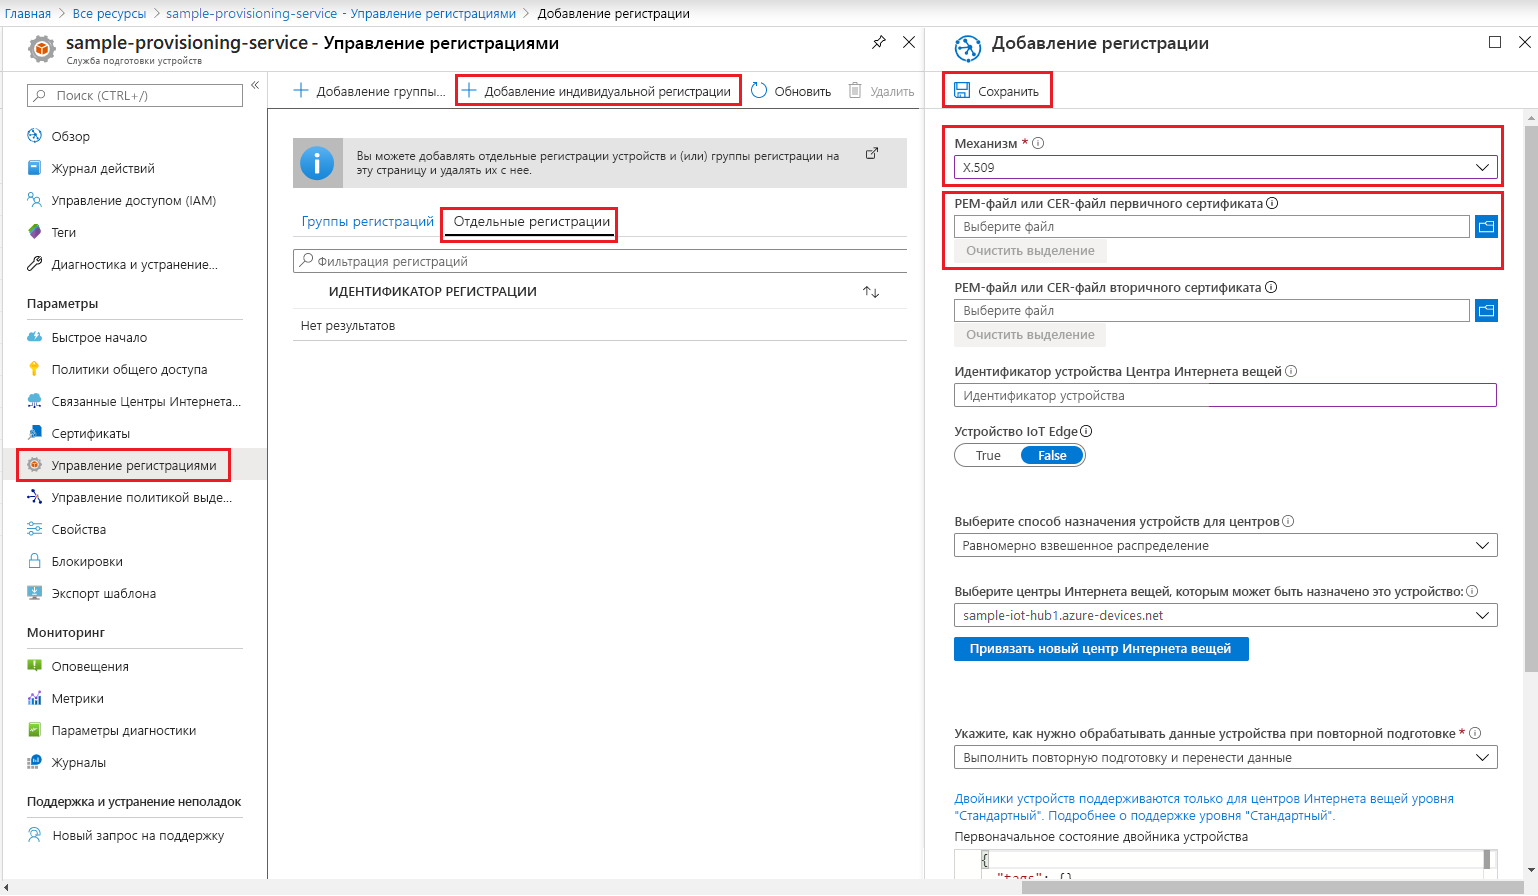 Главная > Все ресурсы > sample-provisioning-service - Управление регистрациями > Добавление регистрации
sample-provisioning-service - Управление регистрациями
Служба подготовки устройств
Поиск (CTRL+/)
«
Обзор
Журнал действий
Управление доступом (IAM)
Теги
Диагностика и устранение...
Параметры
Быстрое начало
Политики общего доступа
Связанные Центры Интернета...
Сертификаты
Управление регистрациями
Управление политикой выде...
Свойства
Блокировки
Экспорт шаблона
Мониторинг
Оповещения
Метрики
Параметры диагностики
Журналы
Поддержка и устранение неполадок
Новый запрос на поддержку
Добавление группы...
Добавление индивидуальной регистрации
Обновить
Удалить
Вы можете добавлять отдельные регистрации устройств и (или) группы регистрации на
эту страницу и удалять их с нее.
Группы регистраций
Отдельные регистрации
Фильтрация регистраций
ИДЕНТИФИКАТОР РЕГИСТРАЦИИ
Нет результатов
Добавление регистрации
Сохранить
Механизм *
X.509
PEM-файл или CER-файл первичного сертификата
Выберите файл
Очистить выделение
PEM-файл или CER-файл вторичного сертификата
Выберите файл
Очистить выделение
Идентификатор устройства Центра Интернета вещей
Идентификатор устройства
Устройство IoT Edge
True False
Выберите способ назначения устройств для центров
Равномерно взвешенное распределение
Выберите центры Интернета вещей, которым может быть назначено это устройство:
sample-iot-hub1.azure-devices.net
Привязать новый центр Интернета вещей
Укажите, как нужно обрабатывать данные устройства при повторной подготовке *
Выполнить повторную подготовку и перенести данные
Двойники устройств поддерживаются только для центров Интернета вещей уровня
"Стандартный". Подробнее о поддержке уровня "Стандартный".
Первоначальное состояние двойника устройства
{
"tags": {}